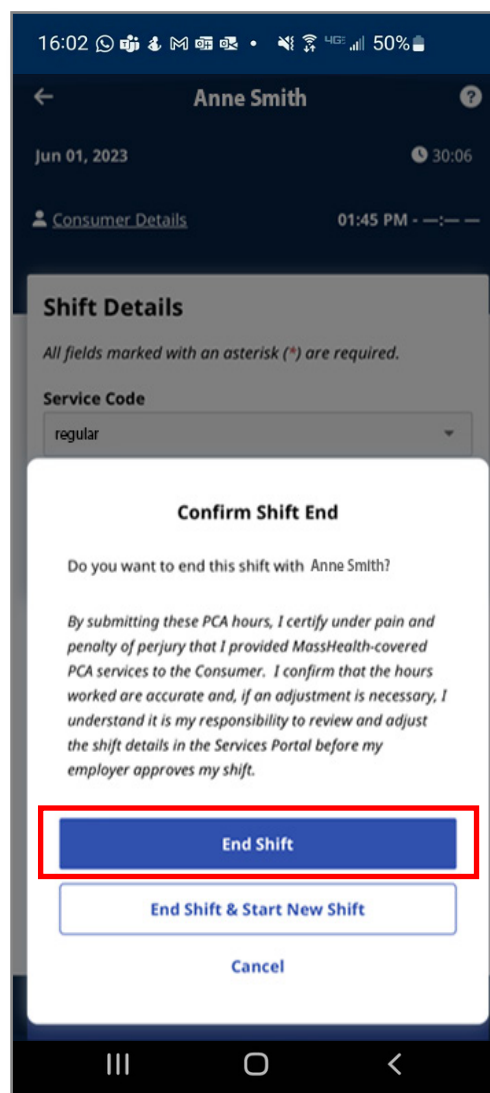 16:02 4GE 50%
Anne Smith ?
Jun 01, 2023 30:06
Consumer Details 01:45 PM - —:— —
Shift Details
All fields marked with an asterisk (*) are required.
Service Code
regular
Confirm Shift End
Do you want to end this shift with Anne Smith?
By submitting these PCA hours, I certify under pain and
penalty of perjury that I provided MassHealth-covered
PCA services to the Consumer. I confirm that the hours
worked are accurate and, if an adjustment is necessary, I
understand it is my responsibility to review and adjust
the shift details in the Services Portal before my
employer approves my shift.
End Shift
End Shift & Start New Shift
Cancel